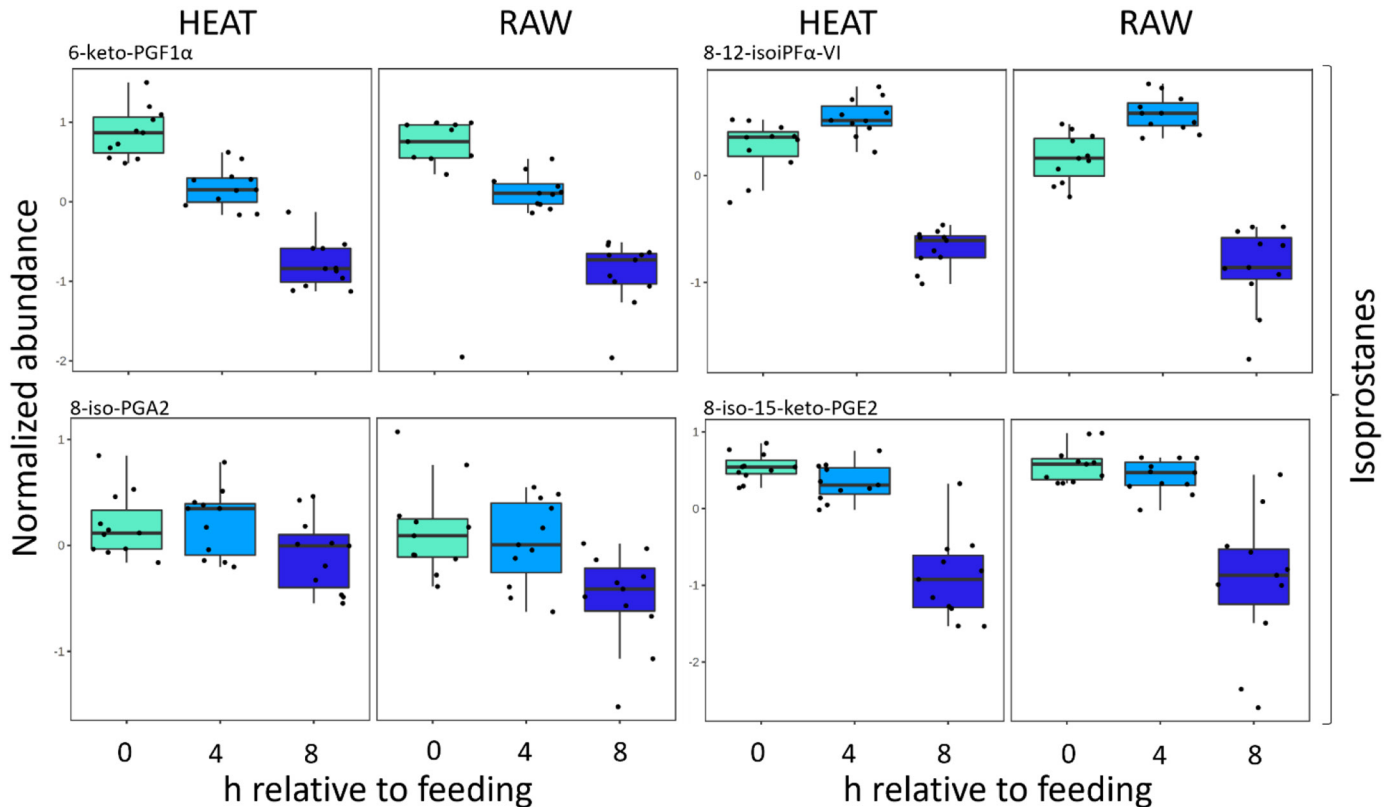 HEAT RAW HEAT RAW
6-keto-PGF1α 8-12-isoiPFα-VI
1
0
-1
-2
0
-1
8-iso-PGA2 8-iso-15-keto-PGE2
1
0
-1
1
0
-1
-2
0 4 8 0 4 8 0 4 8 0 4 8
h relative to feeding h relative to feeding
Normalized abundance
Isoprostanes